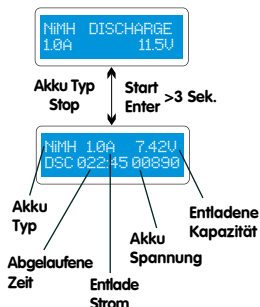 NiMH DISCHARGE
1.0A 11.5V
Akku Typ
Stop
Start
Enter
>3 Sek.
NiMH 1.0A 7.42V
DSC 022:45 00890
Akku
Typ
Entladene
Kapazität
Akku
Spannung
Abgelaufene
Zeit
Entlade
Strom